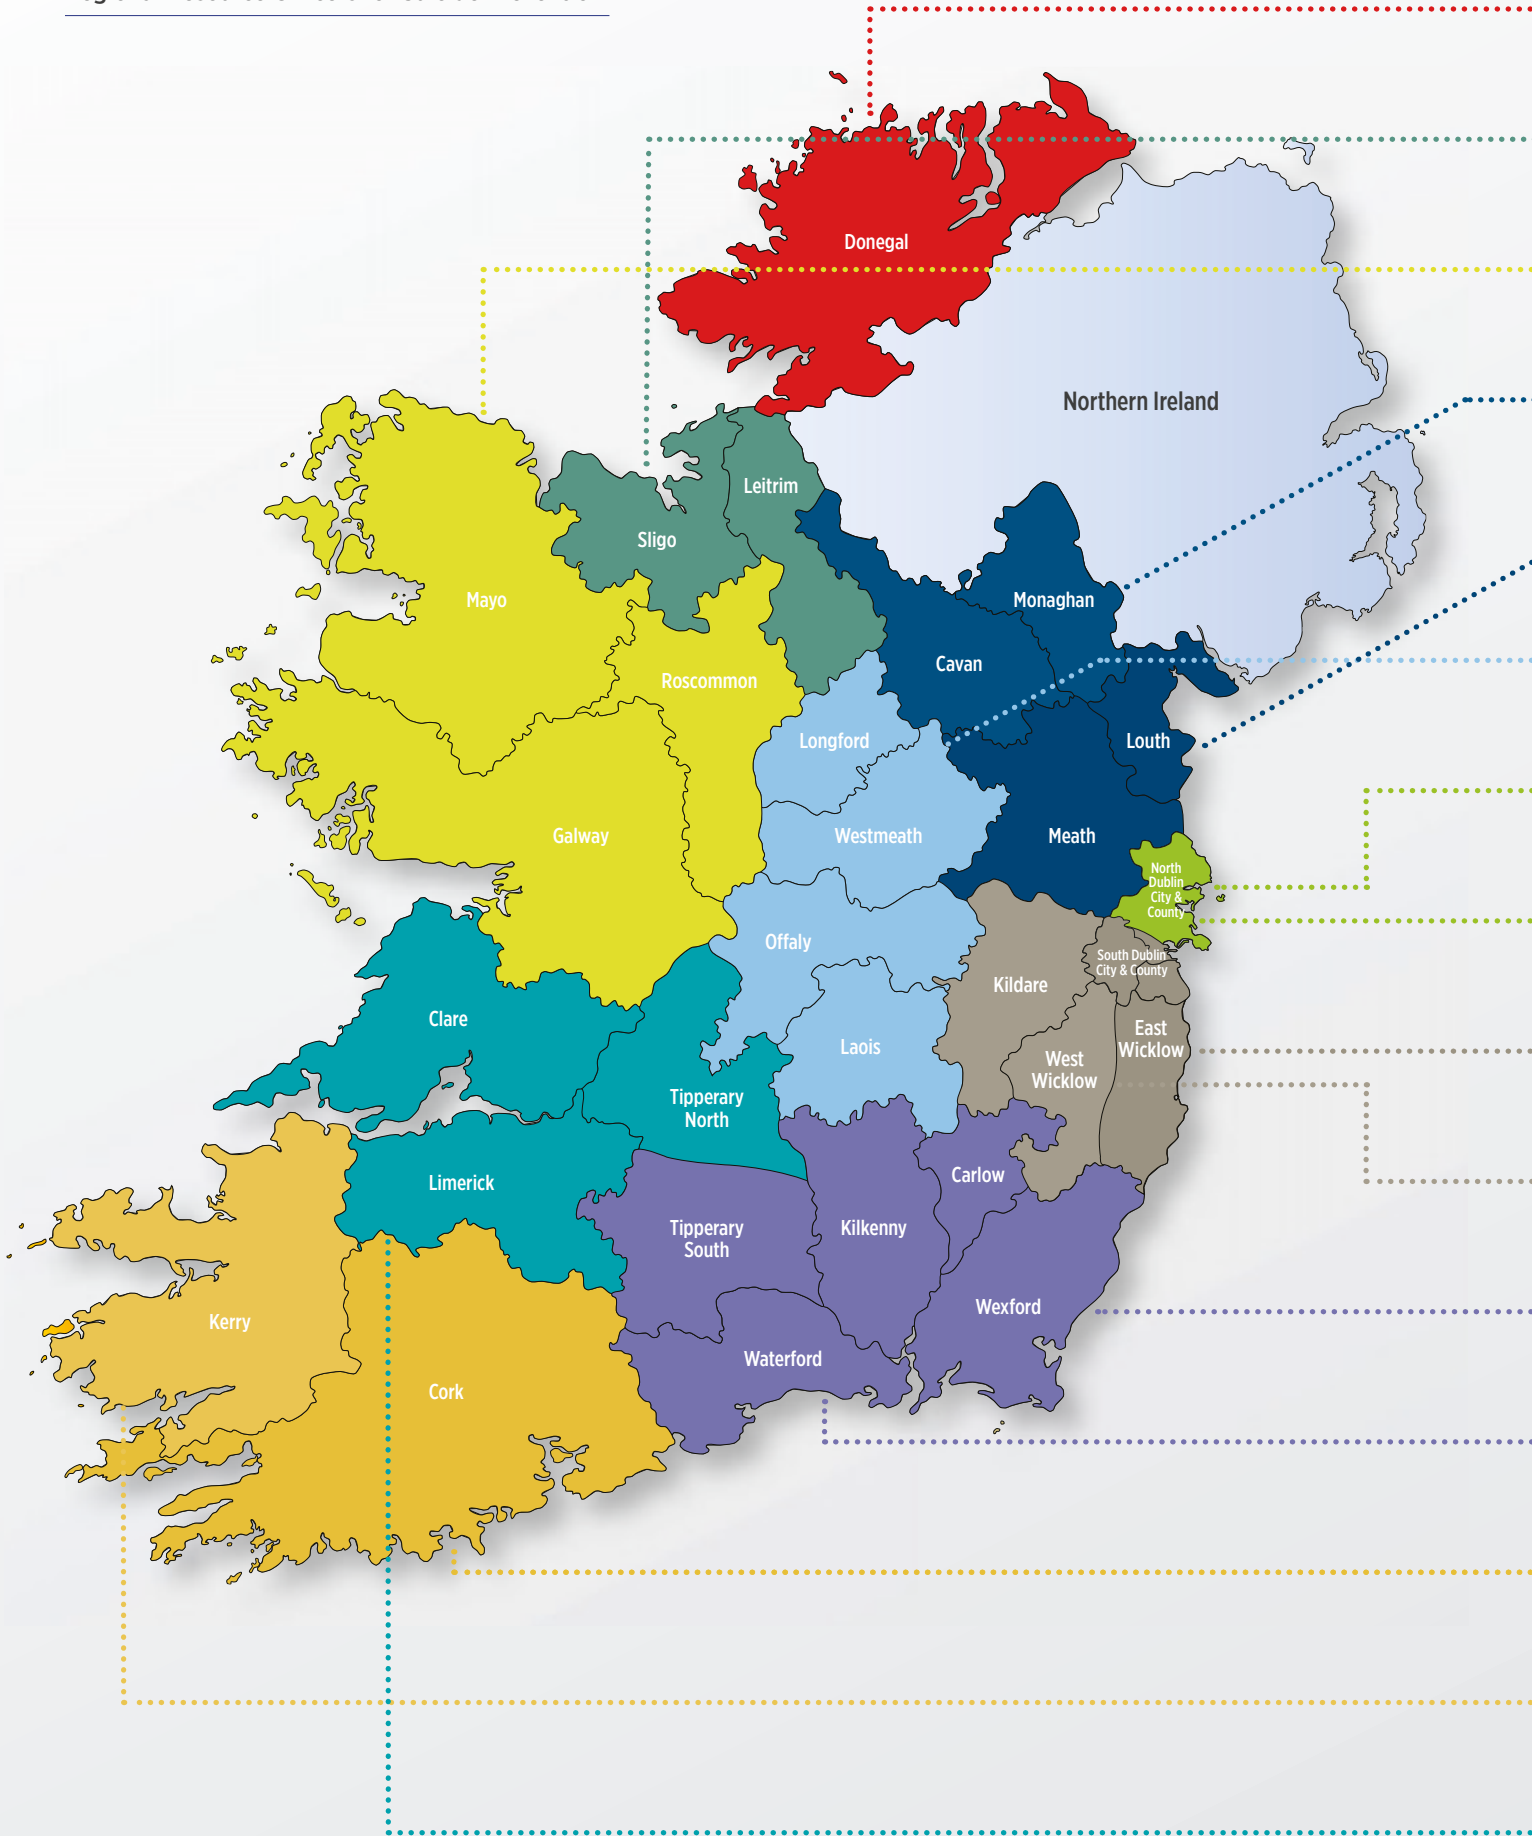 Donegal
Northern Ireland
Leitrim
Sligo
Mayo
Monaghan
Cavan
Roscommon
Longford
Louth
Galway
Westmeath
Meath
North
Dublin
City &
County
Offaly
South Dublin
City & County
Kildare
Clare
East
Wicklow
Laois
West
Wicklow
Tipperary
North
Carlow
Limerick
Tipperary
South
Kilkenny
Wexford
Kerry
Waterford
Cork